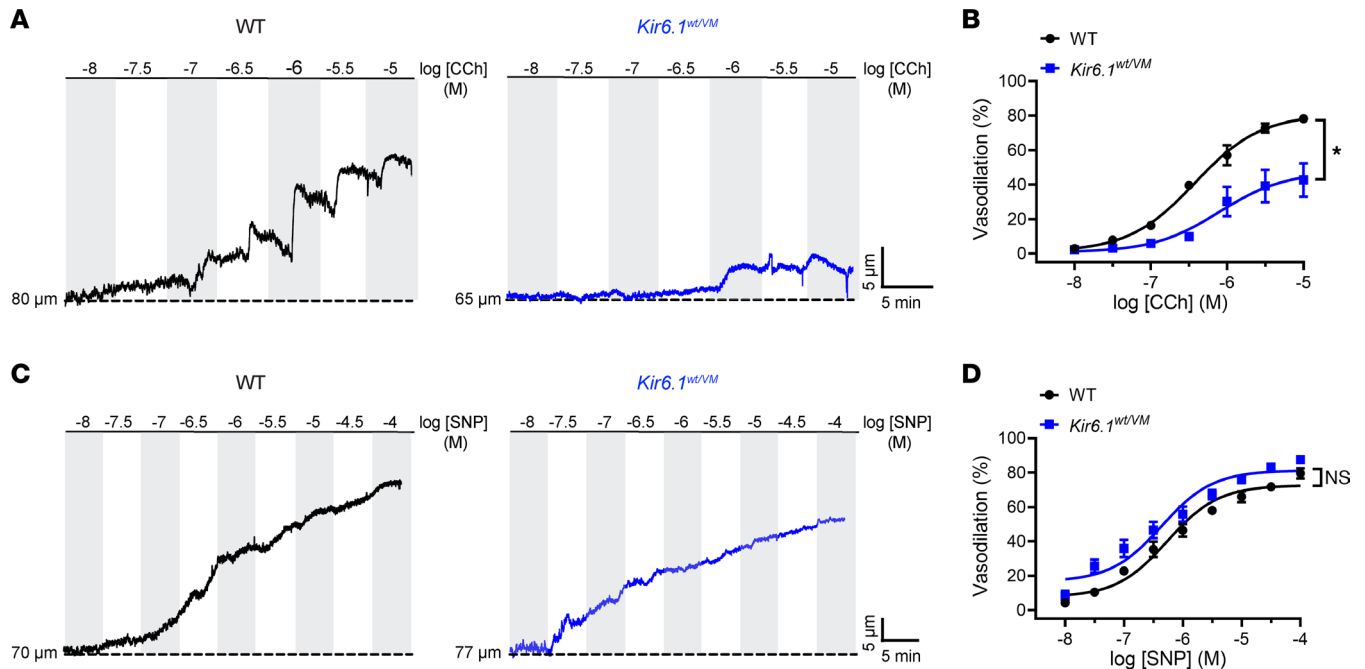 A
WT
Kir6.1wt/VM
-8 -7.5 -7 -6.5 -6 -5.5 -5 log [CCh] (M)
-8 -7.5 -7 -6.5 -6 -5.5 -5 log [CCh] (M)
80 µm
65 µm
5 µm
5 min
B
WT
Kir6.1wt/VM
100
80
60
40
20
0
Vasodilation (%)
-8 -7 -6 -5
log [CCh] (M)
*
C
WT
Kir6.1wt/VM
-8 -7.5 -7 -6.5 -6 -5.5 -5 -4.5 -4 log [SNP] (M)
-8 -7.5 -7 -6.5 -6 -5.5 -5 -4.5 -4 log [SNP] (M)
70 µm
77 µm
5 µm
5 min
D
WT
Kir6.1wt/VM
100
80
60
40
20
0
Vasodilation (%)
-8 -7 -6 -5 -4
log [SNP] (M)
NS